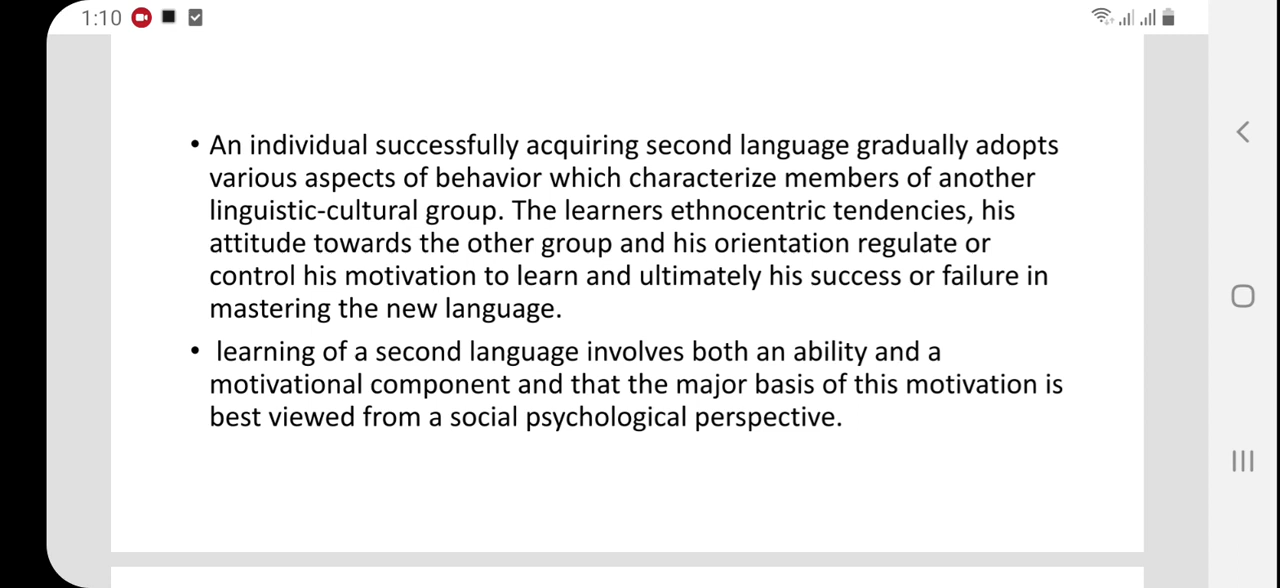 1:10
• An individual successfully acquiring second language gradually adopts
various aspects of behavior which characterize members of another
linguistic-cultural group. The learners ethnocentric tendencies, his
attitude towards the other group and his orientation regulate or
control his motivation to learn and ultimately his success or failure in
mastering the new language.
• learning of a second language involves both an ability and a
motivational component and that the major basis of this motivation is
best viewed from a social psychological perspective.